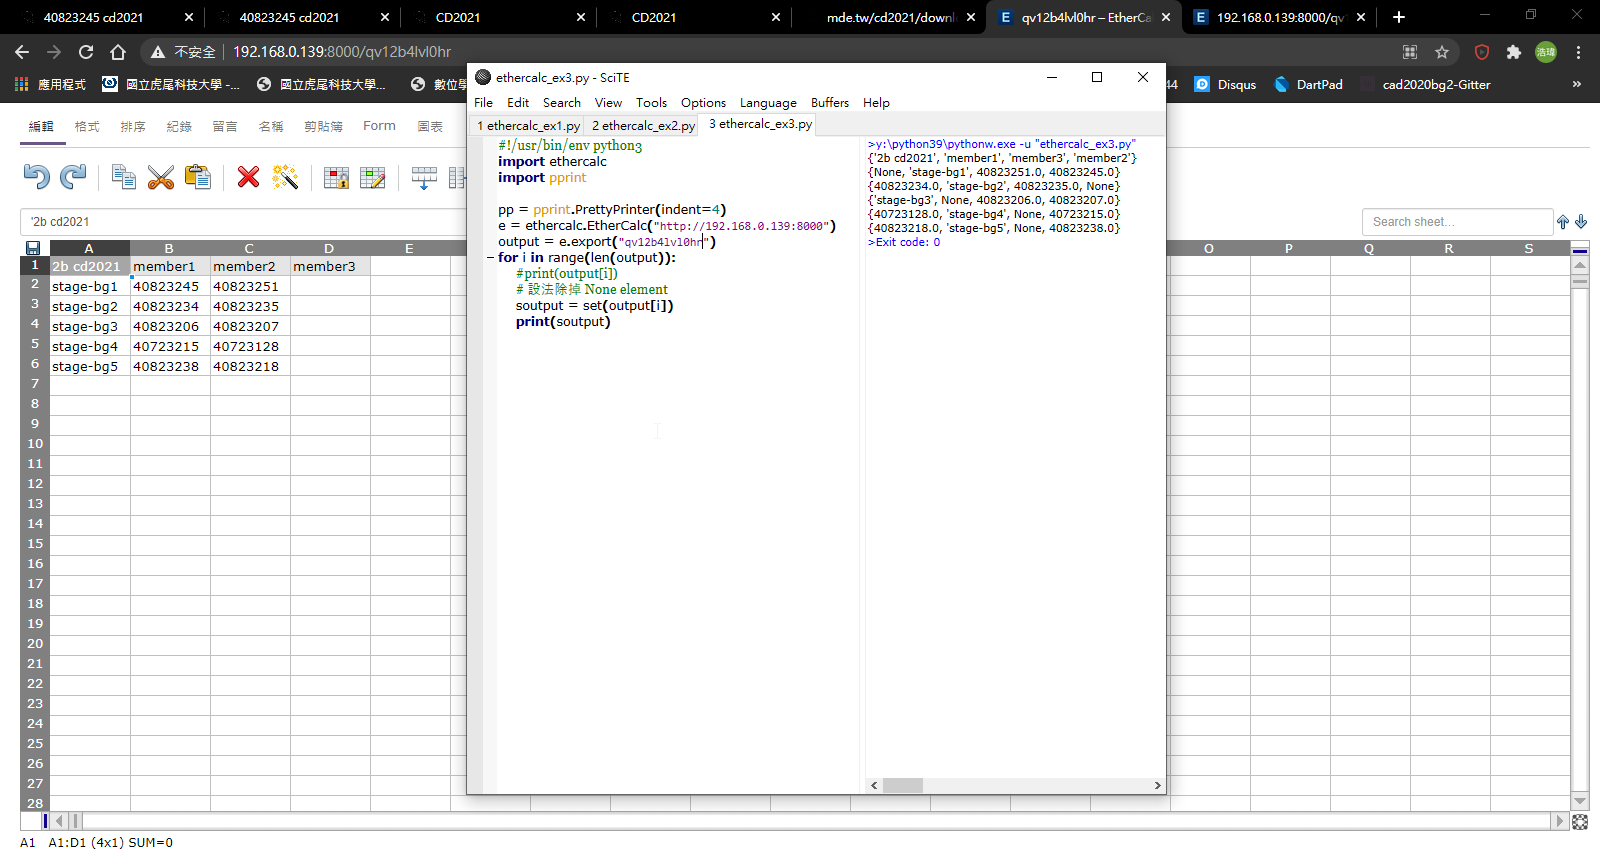 40823245 cd2021
40823245 cd2021
CD2021
CD2021
mde.tw/cd2021/downl
qv12b4lvl0hr – EtherCa
192.168.0.139:8000/qv
不安全
192.168.0.139:8000/qv12b4lvl0hr
浩瑋
應用程式
國立虎尾科技大學 -...
國立虎尾科技大學...
數位學
44
Disqus
DartPad
cad2020bg2-Gitter
»
編輯 格式 排序 紀錄 留言 名稱 剪貼簿 Form 圖表
'2b cd2021
Search sheet...
A B C D E O P Q R S
1 2b cd2021 member1 member2 member3
2 stage-bg1 40823245 40823251
3 stage-bg2 40823234 40823235
4 stage-bg3 40823206 40823207
5 stage-bg4 40723215 40723128
6 stage-bg5 40823238 40823218
7
8
9
10
11
12
13
14
15
16
17
18
19
20
21
22
23
24
25
26
27
28
A1 A1:D1 (4x1) SUM=0
ethercalc_ex3.py - SciTE
File Edit Search View Tools Options Language Buffers Help
1 ethercalc_ex1.py 2 ethercalc_ex2.py 3 ethercalc_ex3.py
#!/usr/bin/env python3
import ethercalc
import pprint
pp = pprint.PrettyPrinter(indent=4)
e = ethercalc.EtherCalc("http://192.168.0.139:8000")
output = e.export("qv12b4lvl0hr")
for i in range(len(output)):
#print(output[i])
# 設法除掉 None element
soutput = set(output[i])
print(soutput)
>y:\python39\pythonw.exe -u "ethercalc_ex3.py"
{'2b cd2021', 'member1', 'member3', 'member2'}
{None, 'stage-bg1', 40823251.0, 40823245.0}
{40823234.0, 'stage-bg2', 40823235.0, None}
{'stage-bg3', None, 40823206.0, 40823207.0}
{40723128.0, 'stage-bg4', None, 40723215.0}
{40823218.0, 'stage-bg5', None, 40823238.0}
>Exit code: 0